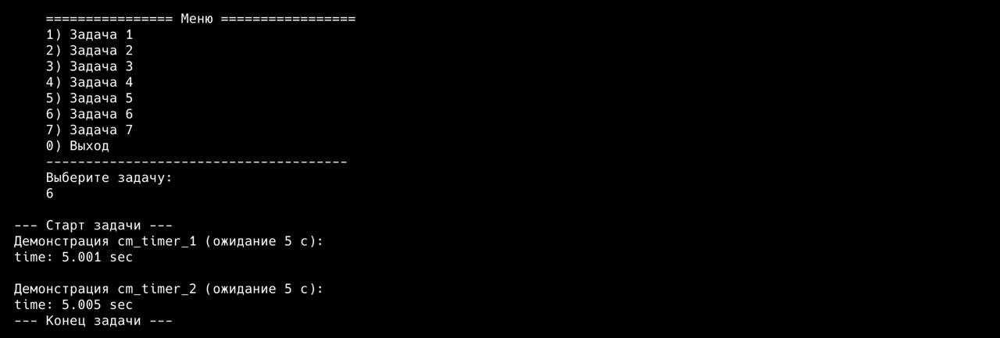 ================ Меню =================
1) Задача 1
2) Задача 2
3) Задача 3
4) Задача 4
5) Задача 5
6) Задача 6
7) Задача 7
0) Выход
--------------------------------------
Выберите задачу:
6
--- Старт задачи ---
Демонстрация cm_timer_1 (ожидание 5 с):
time: 5.001 sec
Демонстрация cm_timer_2 (ожидание 5 с):
time: 5.005 sec
--- Конец задачи ---